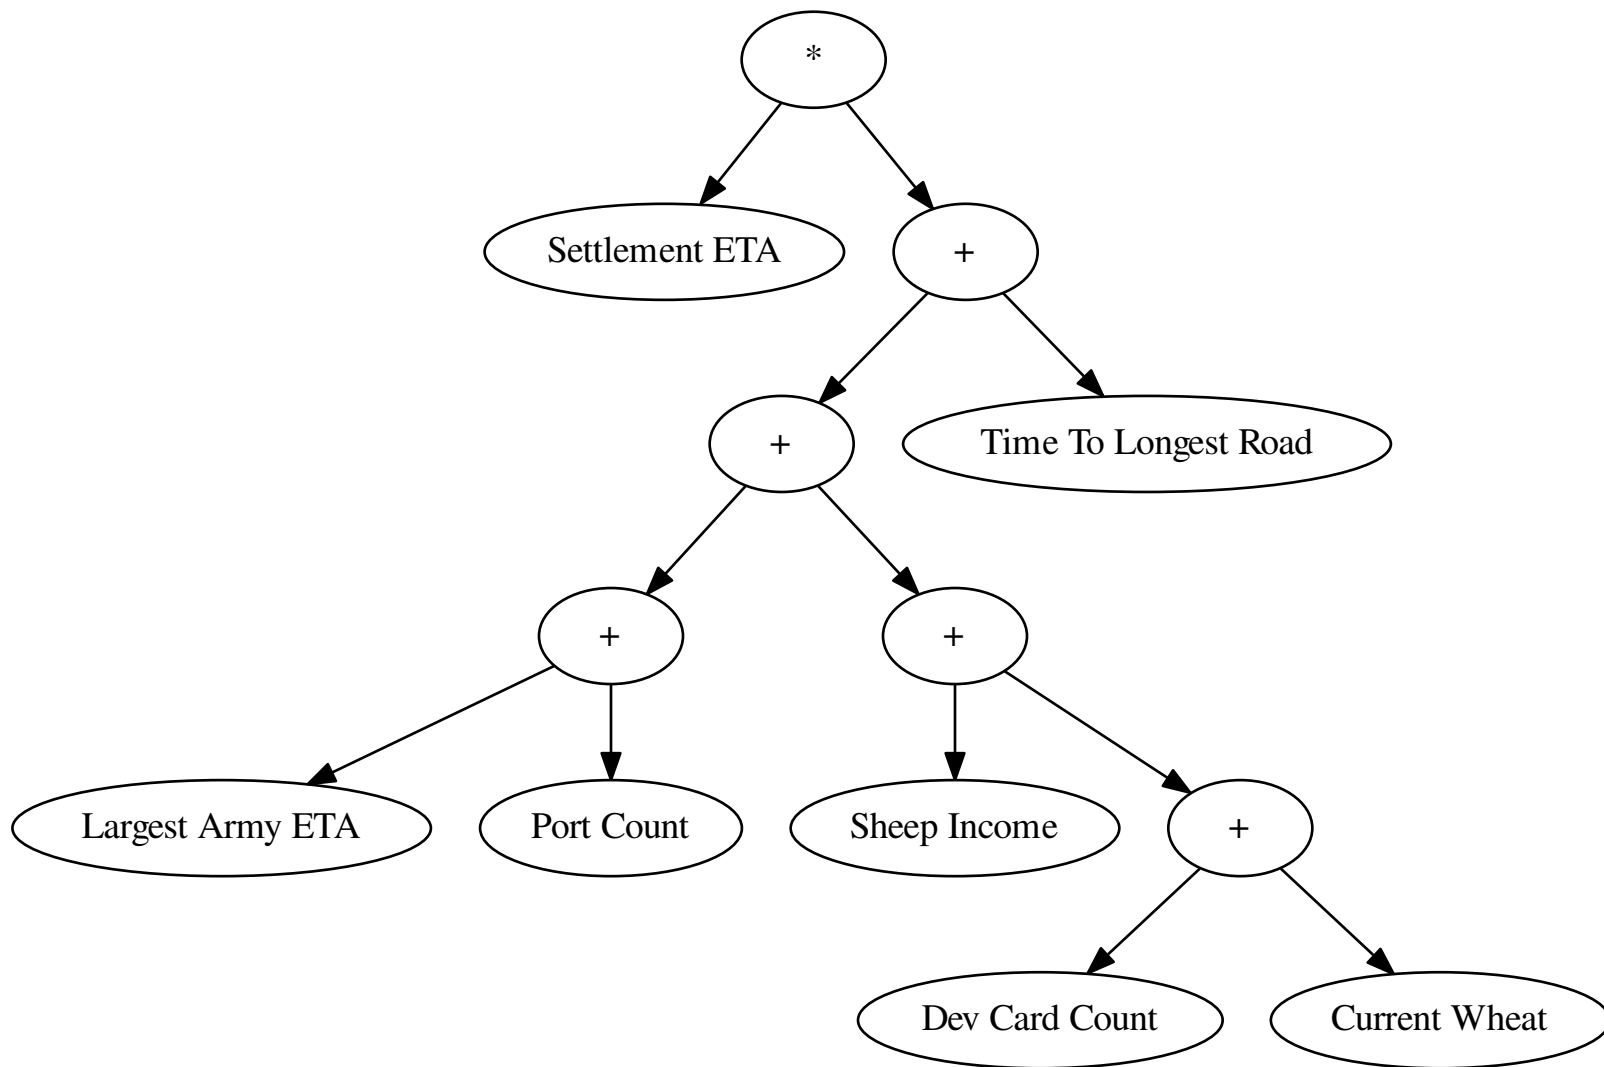 *
Settlement ETA
+
+
Time To Longest Road
+
+
Largest Army ETA
Port Count
Sheep Income
+
Dev Card Count
Current Wheat